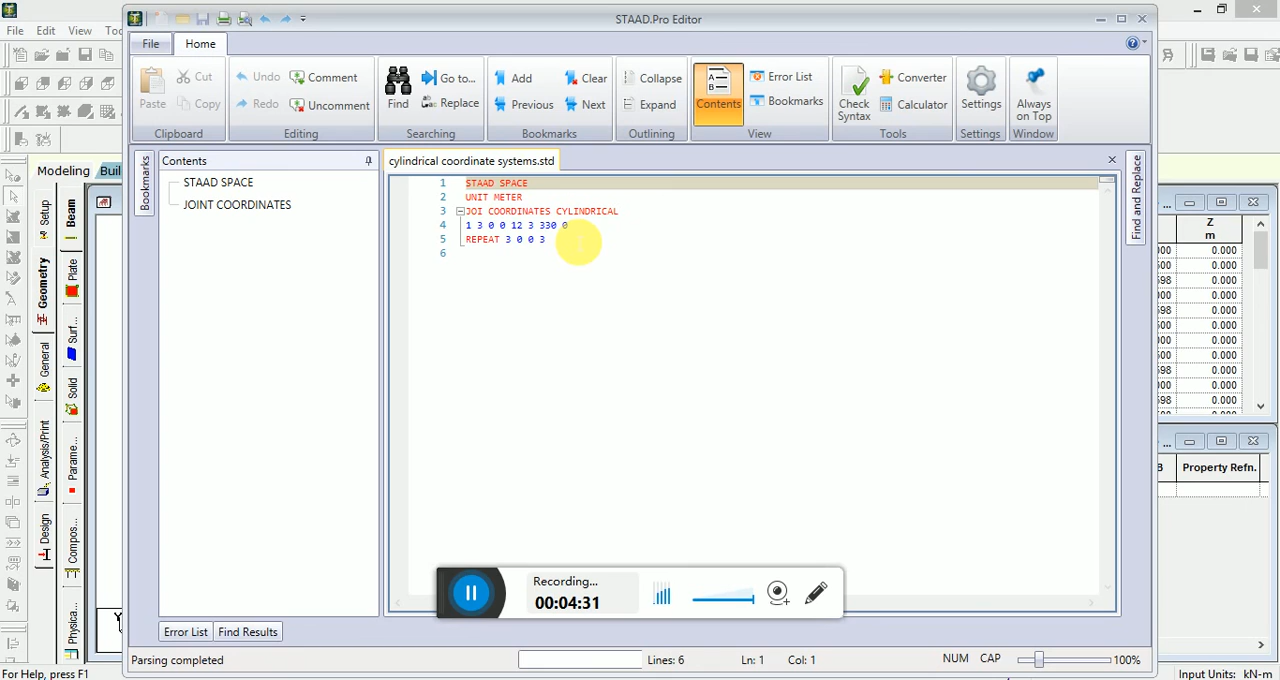 STAAD.Pro Editor
File Edit View
File Home
Paste
Cut
Copy
Clipboard
Undo
Redo
Comment
Uncomment
Editing
Find
Go to...
Replace
Searching
Add
Previous
Clear
Next
Bookmarks
Collapse
Expand
Outlining
Contents
Error List
Bookmarks
View
Check
Syntax
Converter
Calculator
Tools
Settings
Settings
Always
on Top
Window
Modeling
Bookmarks
Contents
STAAD SPACE
JOINT COORDINATES
cylindrical coordinate systems.std
1 STAAD SPACE
2 UNIT METER
3 JOI COORDINATES CYLINDRICAL
4 1 3 0 0 12 3 330 0
5 REPEAT 3 0 0 3
6
Find and Replace
Setup
Geometry
General
Analysis/Print
Design
Beam
Plate
Surf...
Solid
Parame...
Compos...
Physica...
Z
m
0.000
0.000
0.000
0.000
0.000
0.000
0.000
0.000
0.000
0.000
0.000
B
Property Refn.
Recording...
00:04:31
Error List Find Results
Parsing completed
Lines: 6
Ln: 1
Col: 1
NUM
CAP
100%
For Help, press F1
Input Units: kN-m